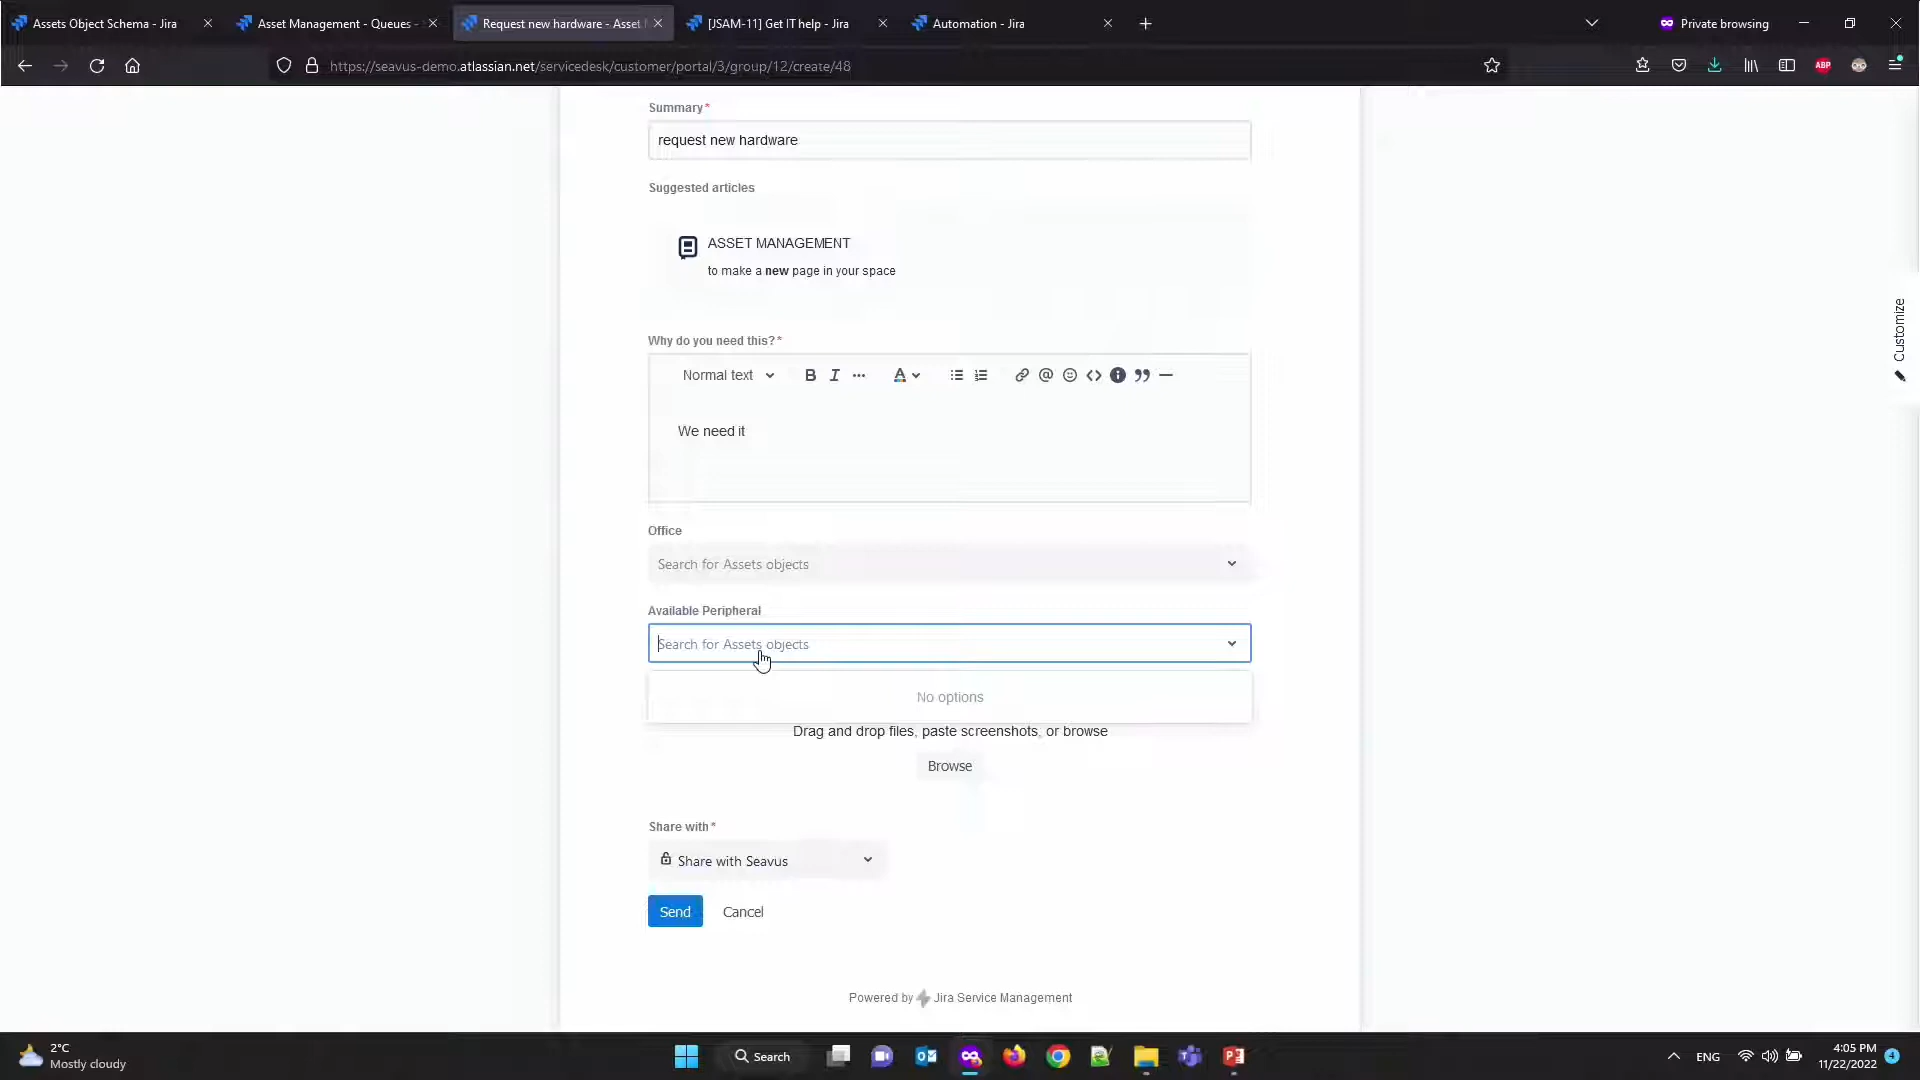 Assets Object Schema - Jira
Asset Management - Queues -
Request new hardware - Asset
[JSAM-11] Get IT help - Jira
Automation - Jira
Private browsing
https://seavus-demo.atlassian.net/servicedesk/customer/portal/3/group/12/create/48
ABP
Summary*
request new hardware
Suggested articles
ASSET MANAGEMENT
to make a new page in your space
Customize
Why do you need this?*
Normal text
B I A
We need it
Office
Search for Assets objects
Available Peripheral
Search for Assets objects
No options
Drag and drop files, paste screenshots, or browse
Browse
Share with*
Share with Seavus
Send Cancel
Powered by Jira Service Management
2°C
Mostly cloudy
Search
ENG
4:05 PM
11/22/2022
4